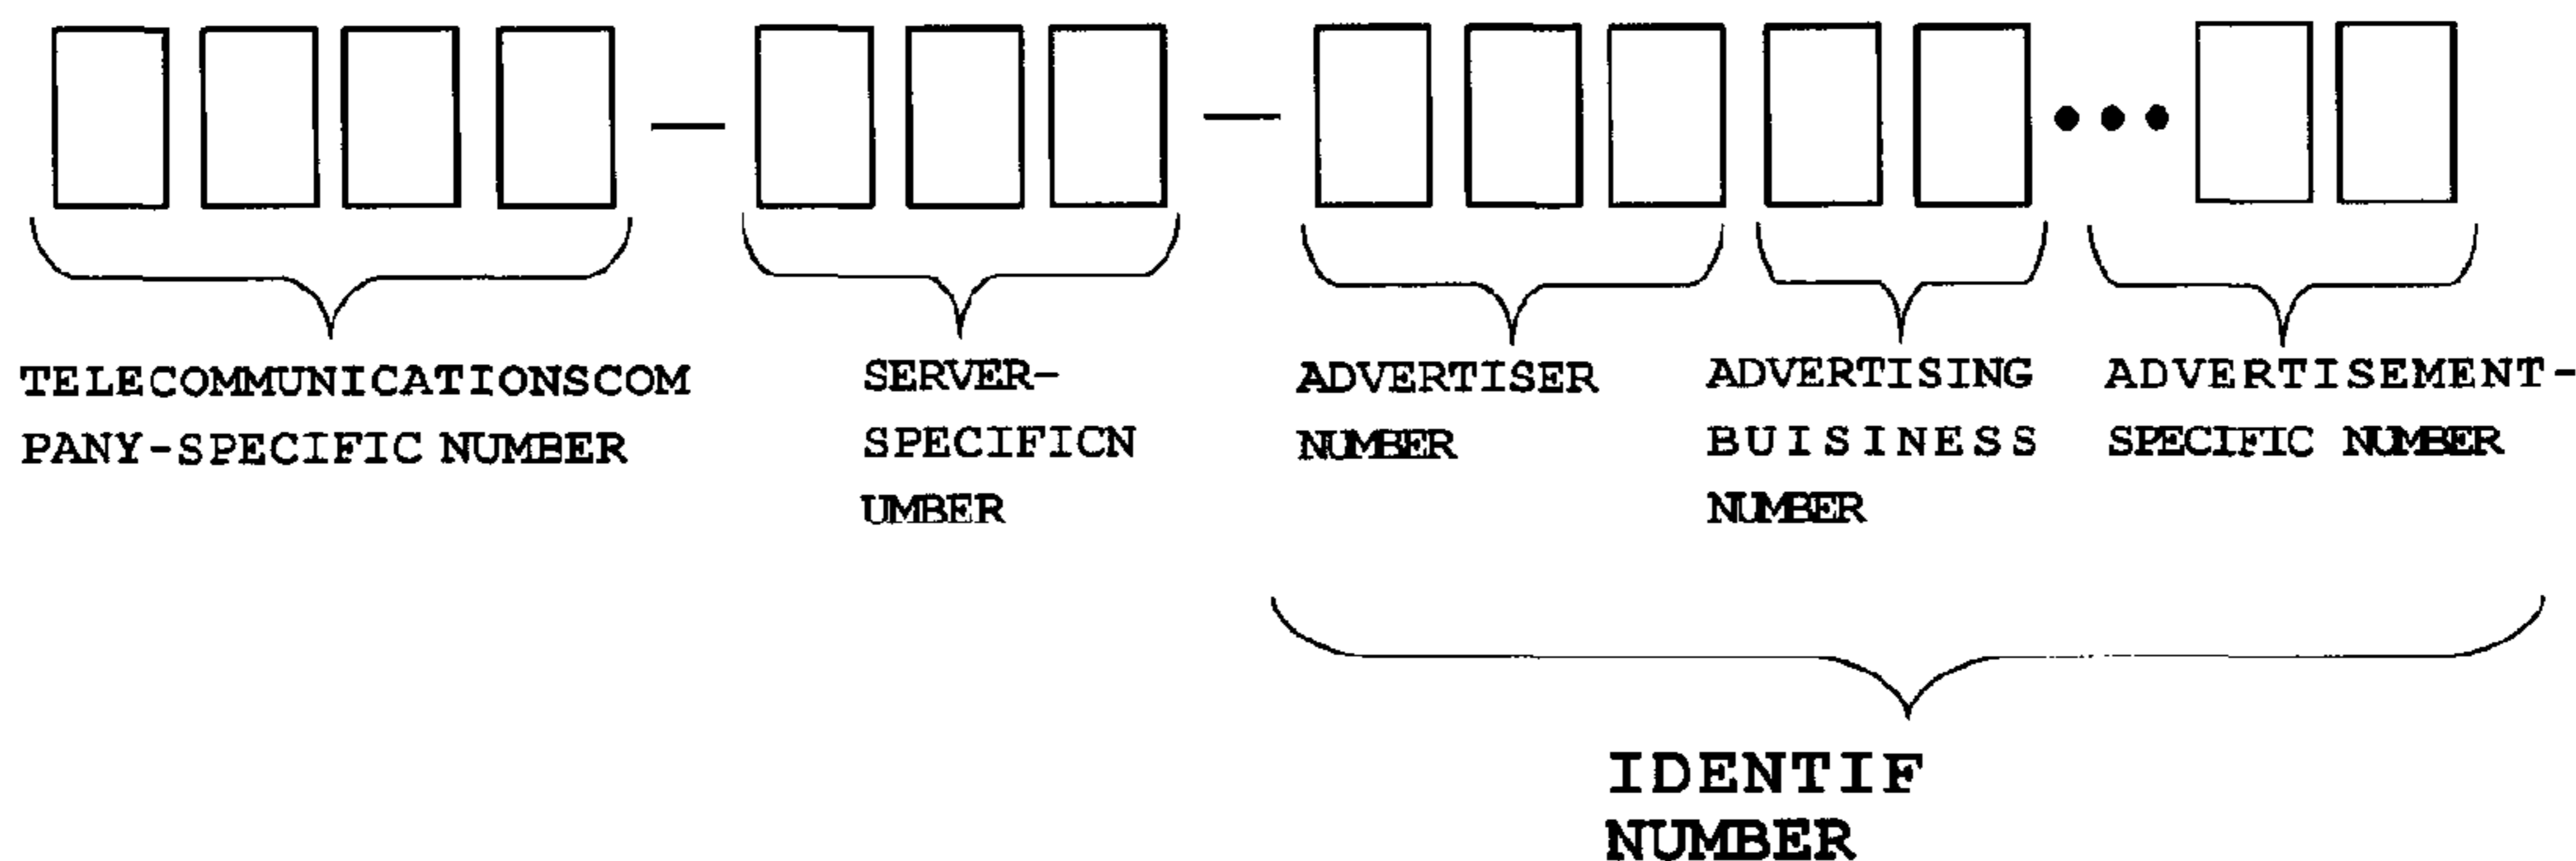 TELECOMMUNICATIONSCOM
PANY-SPECIFIC NUMBER
SERVER-
SPECIFICN
UMBER
ADVERTISER
NUMBER
ADVERTISING
BUISINESS
NUMBER
ADVERTISEMENT-
SPECIFIC NUMBER
IDENTIF
NUMBER